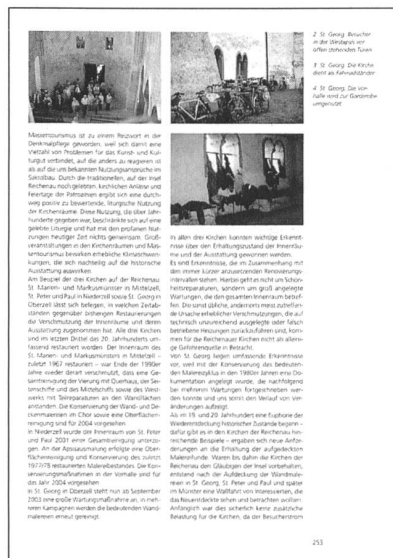 2 St. Georg. Besucher
in der Westapsis vor
offen stehenden Türen
3 St. Georg. Die Kirche
dient als Fahrradständer
4 St. Georg. Die Vor-
halle wird zur Garderobe
umgenutzt
Massentourismus ist zu einem Reizwort in der
Denkmalpflege geworden, weil sich damit eine
Vielzahl von Problemen für das Kunst- und Kul-
turgut verbindet, auf die anders zu reagieren ist
als auf die uns bekannten Nutzungsansprüche im
Sakralbau. Durch die traditionellen, auf der Insel
Reichenau noch gelebten, kirchlichen Anlässe und
Feiertage der Patrozinien ergibt sich eine durch-
weg positiv zu bewertende, liturgische Nutzung
der Kirchenräume. Diese Nutzung, die über Jahr-
hunderte gegeben war, beschränkte sich auf eine
gelebte Liturgie und hat mit den profanen Nut-
zungen heutiger Zeit nichts gemeinsam. Groß-
veranstaltungen in den Kirchenräumen und Mas-
sentourismus bewirken erhebliche Klimaschwan-
kungen, die sich nachteilig auf die historische
Ausstattung auswirken.
Am Beispiel der drei Kirchen auf der Reichenau:
St. Marien- und Markusmünster in Mittelzell,
St. Peter und Paul in Niederzell sowie St. Georg in
Oberzell lässt sich belegen, in welchen Zeitab-
ständen gegenüber bisherigen Restaurierungen
die Verschmutzung der Innenräume und deren
Ausstattung zugenommen hat. Alle drei Kirchen
sind im letzten Drittel des 20. Jahrhunderts um-
fassend restauriert worden. Der Innenraum des
St. Marien- und Markusmünsters in Mittelzell –
zuletzt 1967 restauriert – war Ende der 1990er
Jahre wieder derart verschmutzt, dass eine Ge-
samtreinigung der Vierung mit Querhaus, der Sei-
tenschiffe und des Mittelschiffs sowie des West-
werks mit Teilreparaturen an den Wandflächen
anstanden. Die Konservierung der Wand- und De-
ckenmalereien im Chor sowie eine Oberflächen-
reinigung sind für 2004 vorgesehen.
In Niederzell wurde der Innenraum von St. Peter
und Paul 2001 einer Gesamtreinigung unterzo-
gen. An der Apsisausmalung erfolgte eine Ober-
flächenreinigung und Konservierung des zuletzt
1977/78 restaurierten Malereibestandes. Die Kon-
servierungsmaßnahmen in der Vorhalle sind für
das Jahr 2004 vorgesehen.
In St. Georg in Oberzell steht nun ab September
2003 eine große Wartungsmaßnahme an, in meh-
reren Kampagnen werden die bedeutenden Wand-
malereien erneut gereinigt.
In allen drei Kirchen konnten wichtige Erkennt-
nisse über den Erhaltungszustand der Innenräu-
me und der Ausstattung gewonnen werden.
Es sind Erkenntnisse, die im Zusammenhang mit
den immer kürzer anzusetzenden Renovierungs-
intervallen stehen. Hierbei geht es nicht um Schön-
heitsreparaturen, sondern um groß angelegte
Wartungen, die den gesamten Innenraum betref-
fen. Die sonst übliche, andernorts meist zutreffen-
de Ursache erheblicher Verschmutzungen, die auf
technisch unzureichend ausgelegte oder falsch
betriebene Heizungen zurückzuführen sind, kom-
men für die Reichenauer Kirchen nicht als alleini-
ge Gefahrenquelle in Betracht.
Von St. Georg liegen umfassende Erkenntnisse
vor, weil mit der Konservierung des bedeuten-
den Malereizyklus in den 1980er Jahren eine Do-
kumentation angelegt wurde, die nachfolgend
bei mehreren Wartungen fortgeschrieben wer-
den konnte und uns somit den Verlauf von Ver-
änderungen aufzeigt.
Als im 19. und 20. Jahrhundert eine Euphorie der
Wiederentdeckung historischer Zustände begann –
dafür gibt es in den Kirchen der Reichenau hin-
reichende Beispiele – ergaben sich neue Anfor-
derungen an die Erhaltung der aufgedeckten
Malereifunde. Waren bis dahin die Kirchen der
Reichenau den Gläubigen der Insel vorbehalten,
entstand nach der Aufdeckung der Wandmale-
reien in St. Georg, St. Peter und Paul und später
im Münster eine Wallfahrt von Interessierten, die
das Neuentdeckte sehen und betrachten wollten.
Anfänglich war dies sicherlich keine zusätzliche
Belastung für die Kirchen, da der Besucherstrom
253